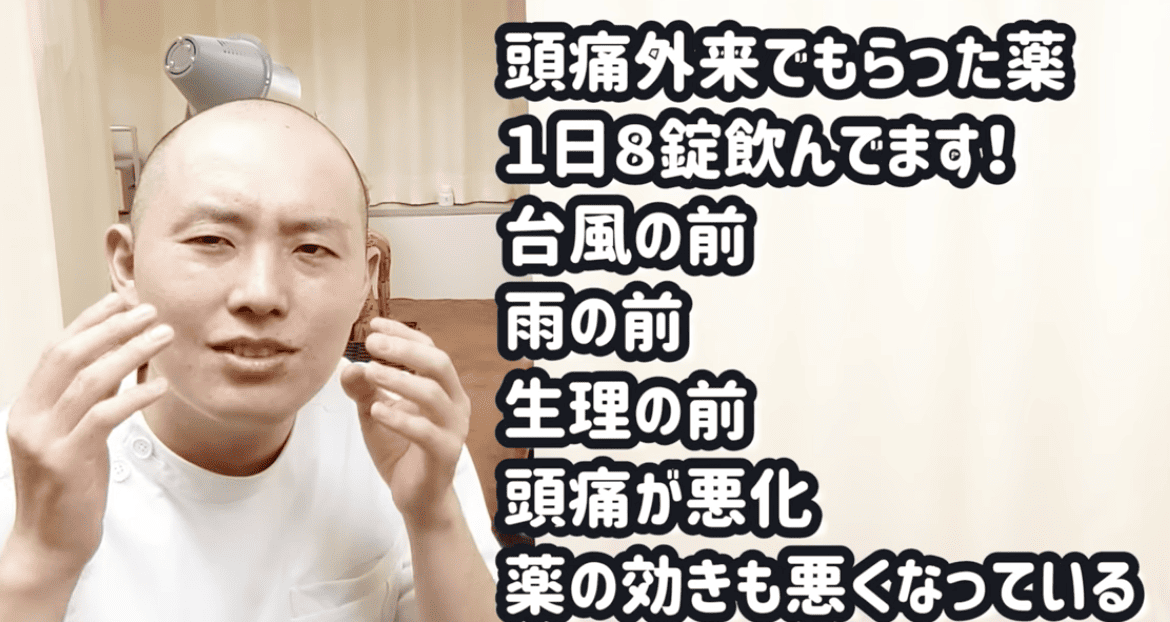 頭痛外来でもらった薬
1日8錠飲んでます!
台風の前
雨の前
生理の前
頭痛が悪化
薬の効きも悪くなっている